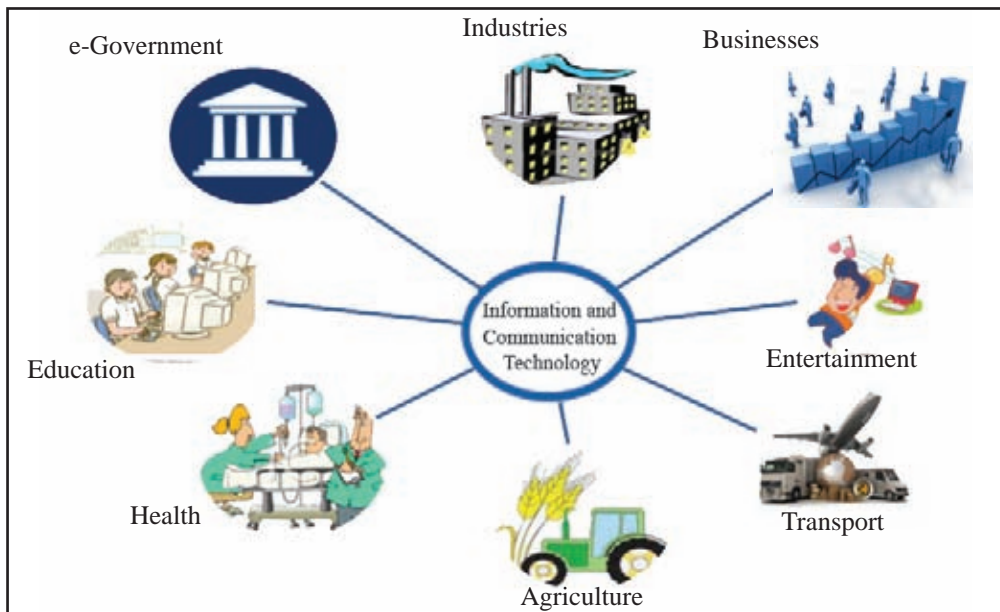 e-Government
Industries
Businesses
Information and
Communication
Technology
Education
Entertainment
Health
Transport
Agriculture